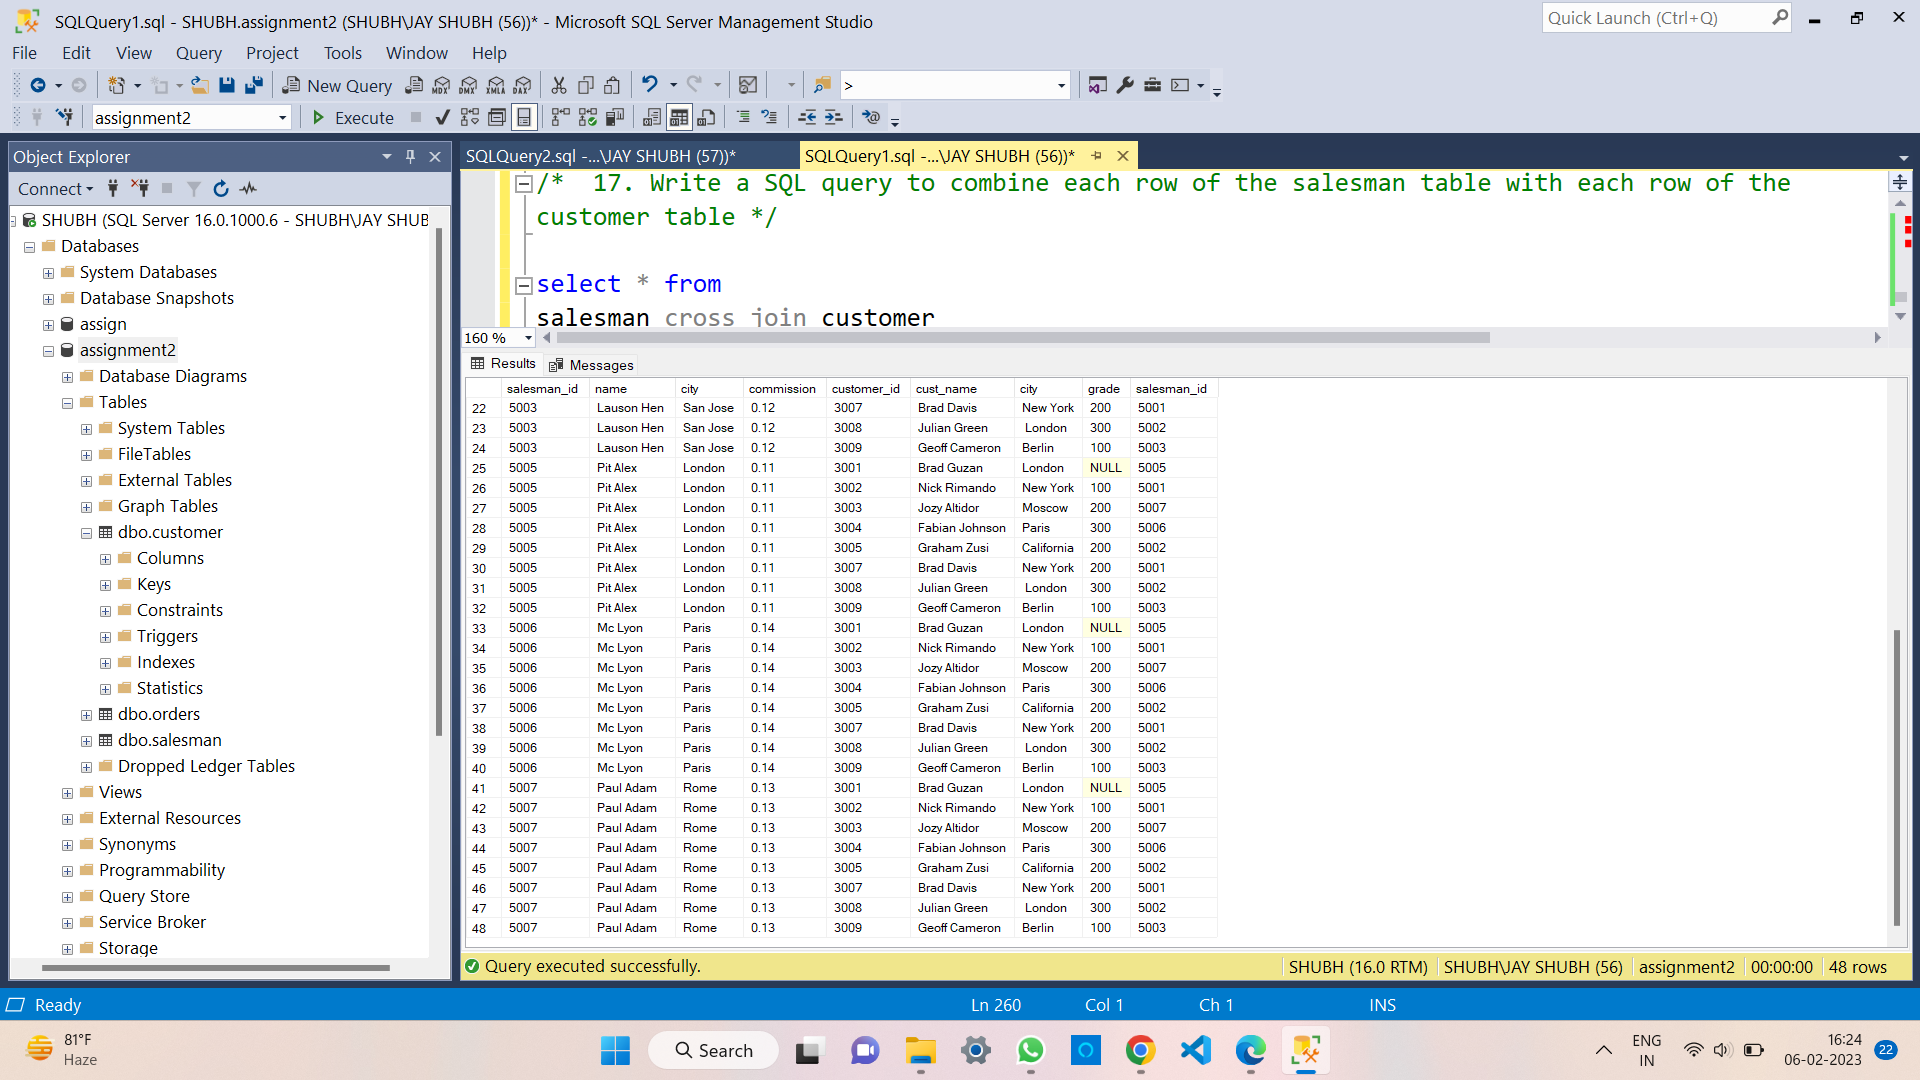 SQLQuery1.sql - SHUBH.assignment2 (SHUBH\JAY SHUBH (56))* - Microsoft SQL Server Management Studio
Quick Launch (Ctrl+Q)
File Edit View Query Project Tools Window Help
New Query MDX DMX XMLA DAX >
assignment2 Execute
Object Explorer
SQLQuery2.sql -...\JAY SHUBH (57))*
SQLQuery1.sql -...\JAY SHUBH (56))*
Connect
SHUBH (SQL Server 16.0.1000.6 - SHUBH\JAY SHUB
Databases
System Databases
Database Snapshots
assign
assignment2
Database Diagrams
Tables
System Tables
FileTables
External Tables
Graph Tables
dbo.customer
Columns
Keys
Constraints
Triggers
Indexes
Statistics
dbo.orders
dbo.salesman
Dropped Ledger Tables
Views
External Resources
Synonyms
Programmability
Query Store
Service Broker
Storage
/* 17. Write a SQL query to combine each row of the salesman table with each row of the
customer table */
select * from
salesman cross join customer
160 %
Results Messages
salesman_id name city commission customer_id cust_name city grade salesman_id
22 5003 Lauson Hen San Jose 0.12 3007 Brad Davis New York 200 5001
23 5003 Lauson Hen San Jose 0.12 3008 Julian Green London 300 5002
24 5003 Lauson Hen San Jose 0.12 3009 Geoff Cameron Berlin 100 5003
25 5005 Pit Alex London 0.11 3001 Brad Guzan London NULL 5005
26 5005 Pit Alex London 0.11 3002 Nick Rimando New York 100 5001
27 5005 Pit Alex London 0.11 3003 Jozy Altidor Moscow 200 5007
28 5005 Pit Alex London 0.11 3004 Fabian Johnson Paris 300 5006
29 5005 Pit Alex London 0.11 3005 Graham Zusi California 200 5002
30 5005 Pit Alex London 0.11 3007 Brad Davis New York 200 5001
31 5005 Pit Alex London 0.11 3008 Julian Green London 300 5002
32 5005 Pit Alex London 0.11 3009 Geoff Cameron Berlin 100 5003
33 5006 Mc Lyon Paris 0.14 3001 Brad Guzan London NULL 5005
34 5006 Mc Lyon Paris 0.14 3002 Nick Rimando New York 100 5001
35 5006 Mc Lyon Paris 0.14 3003 Jozy Altidor Moscow 200 5007
36 5006 Mc Lyon Paris 0.14 3004 Fabian Johnson Paris 300 5006
37 5006 Mc Lyon Paris 0.14 3005 Graham Zusi California 200 5002
38 5006 Mc Lyon Paris 0.14 3007 Brad Davis New York 200 5001
39 5006 Mc Lyon Paris 0.14 3008 Julian Green London 300 5002
40 5006 Mc Lyon Paris 0.14 3009 Geoff Cameron Berlin 100 5003
41 5007 Paul Adam Rome 0.13 3001 Brad Guzan London NULL 5005
42 5007 Paul Adam Rome 0.13 3002 Nick Rimando New York 100 5001
43 5007 Paul Adam Rome 0.13 3003 Jozy Altidor Moscow 200 5007
44 5007 Paul Adam Rome 0.13 3004 Fabian Johnson Paris 300 5006
45 5007 Paul Adam Rome 0.13 3005 Graham Zusi California 200 5002
46 5007 Paul Adam Rome 0.13 3007 Brad Davis New York 200 5001
47 5007 Paul Adam Rome 0.13 3008 Julian Green London 300 5002
48 5007 Paul Adam Rome 0.13 3009 Geoff Cameron Berlin 100 5003
Query executed successfully.
SHUBH (16.0 RTM) SHUBH\JAY SHUBH (56) assignment2 00:00:00 48 rows
Ready Ln 260 Col 1 Ch 1 INS
81°F
Haze
Search
ENG
IN
16:24
06-02-2023
22